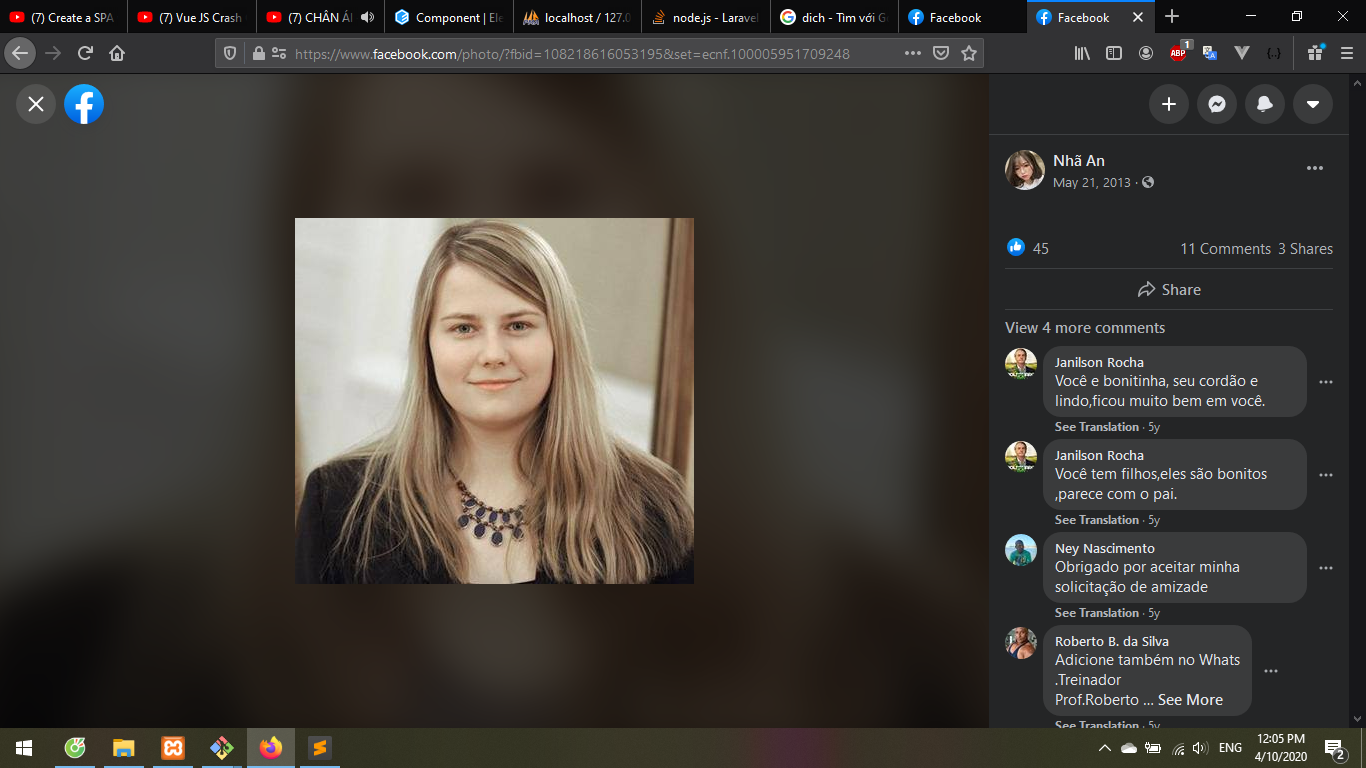 (7) Create a SPA
(7) Vue JS Crash
(7) CHÂN Á
Component | Ele
localhost / 127.0
node.js - Laravel
dich - Tìm với G
Facebook
Facebook
https://www.facebook.com/photo/?fbid=108218616053195&set=ecnf.100005951709248
ABP
1
Nhã An
May 21, 2013 ·
45
11 Comments 3 Shares
Share
View 4 more comments
Janilson Rocha
Você e bonitinha, seu cordão e
lindo,ficou muito bem em você.
See Translation · 5y
Janilson Rocha
Você tem filhos,eles são bonitos
,parece com o pai.
See Translation · 5y
Ney Nascimento
Obrigado por aceitar minha
solicitação de amizade
See Translation · 5y
Roberto B. da Silva
Adicione também no Whats
.Treinador
Prof.Roberto ... See More
See Translation · 5y
ENG
12:05 PM
4/10/2020
2